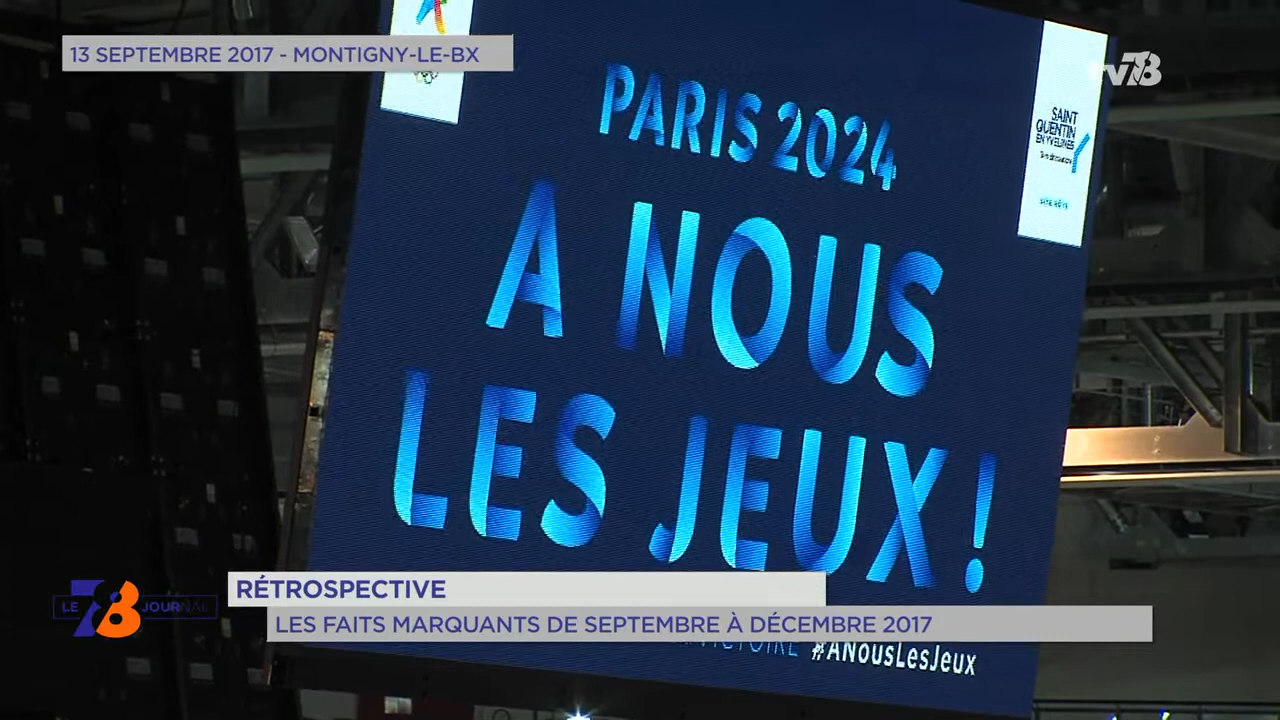 13 SEPTEMBRE 2017 - MONTIGNY-LE-BX
TV78
PARIS 2024
SAINT
QUENTIN
EN YVELINES
A NOUS
LES JEUX !
RÉTROSPECTIVE
LE 78 JOURNAL
LES FAITS MARQUANTS DE SEPTEMBRE À DÉCEMBRE 2017
VICTOIRE #ANousLesJeux